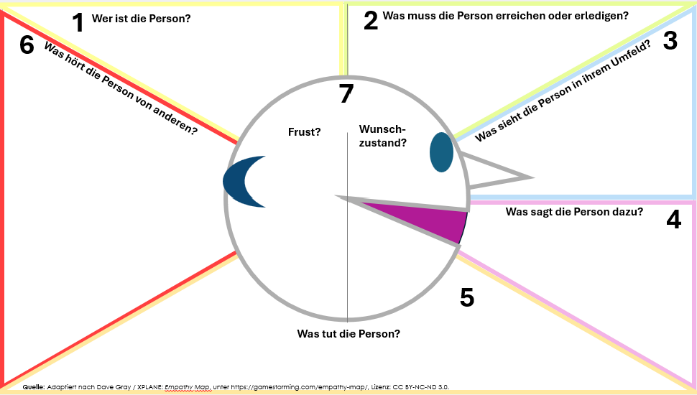 1 Wer ist die Person?
2 Was muss die Person erreichen oder erledigen?
3
Was sieht die Person in ihrem Umfeld?
6
Was hört die Person von anderen?
7
Frust?
Wunsch-
zustand?
Was sagt die Person dazu? 4
5
Was tut die Person?
Quelle: Adaptiert nach Dave Gray / XPLANE: Empathy Map, unter https://gamestorming.com/empathy-map/, Lizenz: CC BY-NC-ND 3.0.